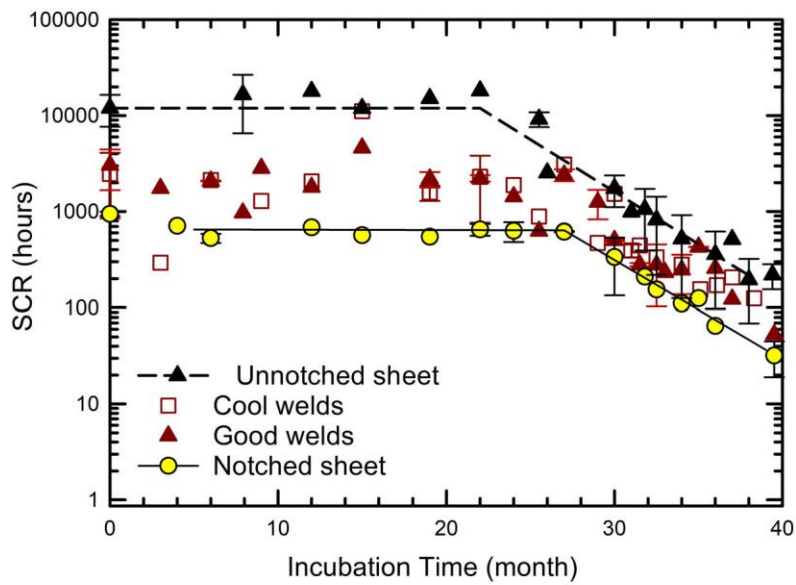 100000
10000
1000
100
10
1
SCR (hours)
Unnotched sheet
Cool welds
Good welds
Notched sheet
0 10 20 30 40
Incubation Time (month)